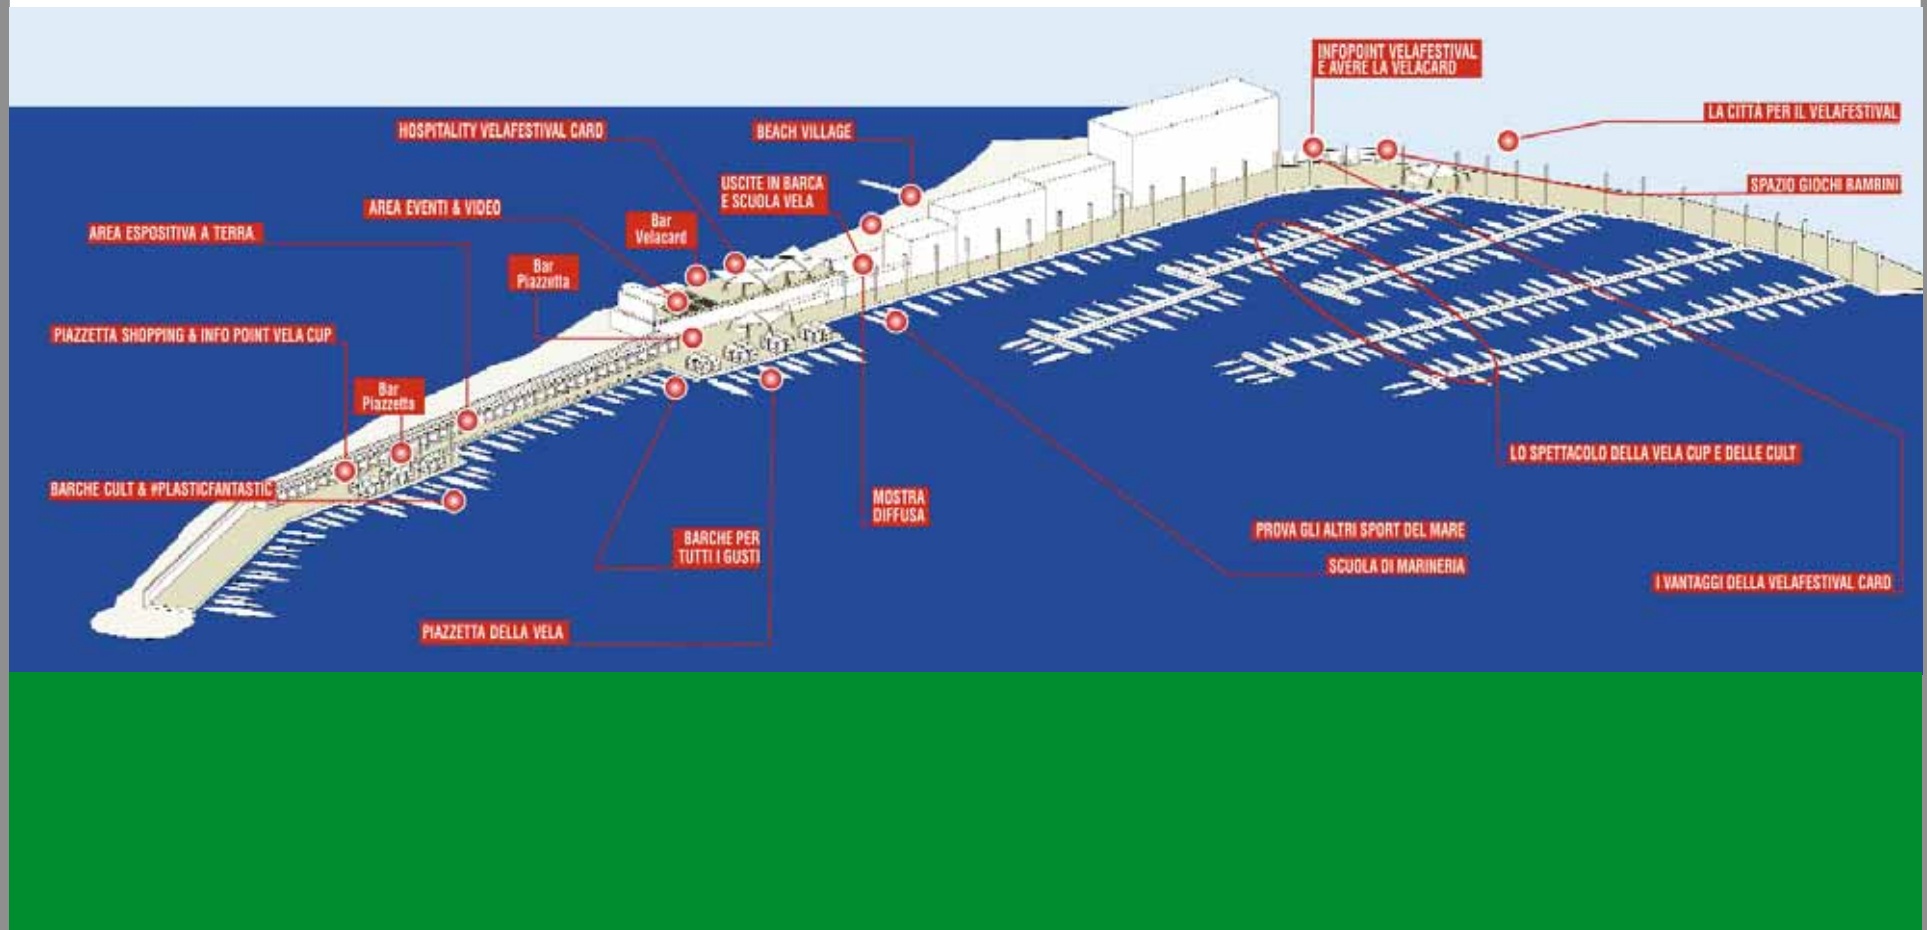 INFOPOINT VELAFESTIVAL
E AVERE LA VELACARD
LA CITTÀ PER IL VELAFESTIVAL
HOSPITALITY VELAFESTIVAL CARD
BEACH VILLAGE
USCITE IN BARCA
E SCUOLA VELA
SPAZIO GIOCHI BAMBINI
AREA EVENTI & VIDEO
Bar
Velacard
AREA ESPOSITIVA A TERRA
Bar
Piazzetta
PIAZZETTA SHOPPING & INFO POINT VELA CUP
Bar
Piazzetta
LO SPETTACOLO DELLA VELA CUP E DELLE CULT
BARCHE CULT & #PLASTICFANTASTIC
MOSTRA
DIFFUSA
BARCHE PER
TUTTI I GUSTI
PROVA GLI ALTRI SPORT DEL MARE
SCUOLA DI MARINERIA
I VANTAGGI DELLA VELAFESTIVAL CARD
PIAZZETTA DELLA VELA